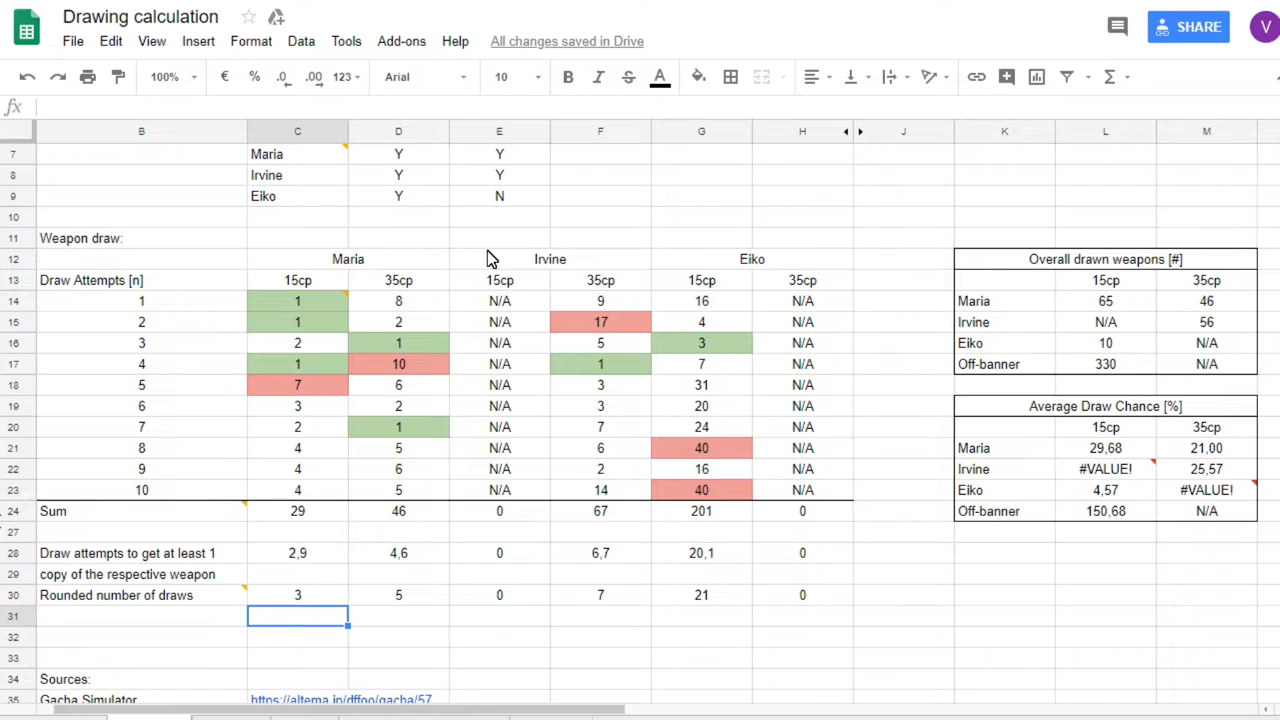 Drawing calculation
File Edit View Insert Format Data Tools Add-ons Help All changes saved in Drive
SHARE
V
100% € % .0 .00 123 Arial 10 B I S A Σ
fx
B C D E F G H J K L M
7 Maria Y Y
8 Irvine Y Y
9 Eiko Y N
10
11 Weapon draw:
12 Maria Irvine Eiko Overall drawn weapons [#]
13 Draw Attempts [n] 15cp 35cp 15cp 35cp 15cp 35cp 15cp 35cp
14 1 1 8 N/A 9 16 N/A Maria 65 46
15 2 1 2 N/A 17 4 N/A Irvine N/A 56
16 3 2 1 N/A 5 3 N/A Eiko 10 N/A
17 4 1 10 N/A 1 7 N/A Off-banner 330 N/A
18 5 7 6 N/A 3 31 N/A
19 6 3 2 N/A 3 20 N/A Average Draw Chance [%]
20 7 2 1 N/A 7 24 N/A 15cp 35cp
21 8 4 5 N/A 6 40 N/A Maria 29,68 21,00
22 9 4 6 N/A 2 16 N/A Irvine #VALUE! 25,57
23 10 4 5 N/A 14 40 N/A Eiko 4,57 #VALUE!
24 Sum 29 46 0 67 201 0 Off-banner 150,68 N/A
27
28 Draw attempts to get at least 1 2,9 4,6 0 6,7 20,1 0
29 copy of the respective weapon
30 Rounded number of draws 3 5 0 7 21 0
31
32
33
34 Sources:
35 Gacha Simulator https://altema.jp/dffoo/gacha/57